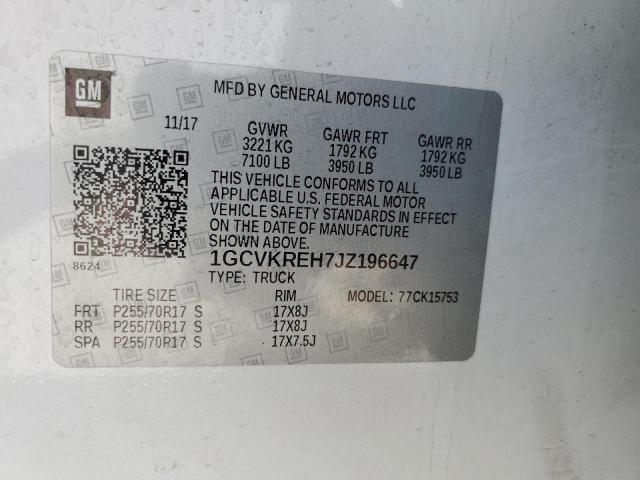 GM
MFD BY GENERAL MOTORS LLC
11/17 GVWR GAWR FRT GAWR RR
3221 KG 1792 KG 1792 KG
7100 LB 3950 LB 3950 LB
THIS VEHICLE CONFORMS TO ALL
APPLICABLE U.S. FEDERAL MOTOR
VEHICLE SAFETY STANDARDS IN EFFECT
ON THE DATE OF MANUFACTURE
SHOWN ABOVE.
8624
1GCVKREH7JZ196647
TYPE: TRUCK
TIRE SIZE RIM MODEL: 77CK15753
FRT P255/70R17 S 17X8J
RR P255/70R17 S 17X8J
SPA P255/70R17 S 17X7.5J